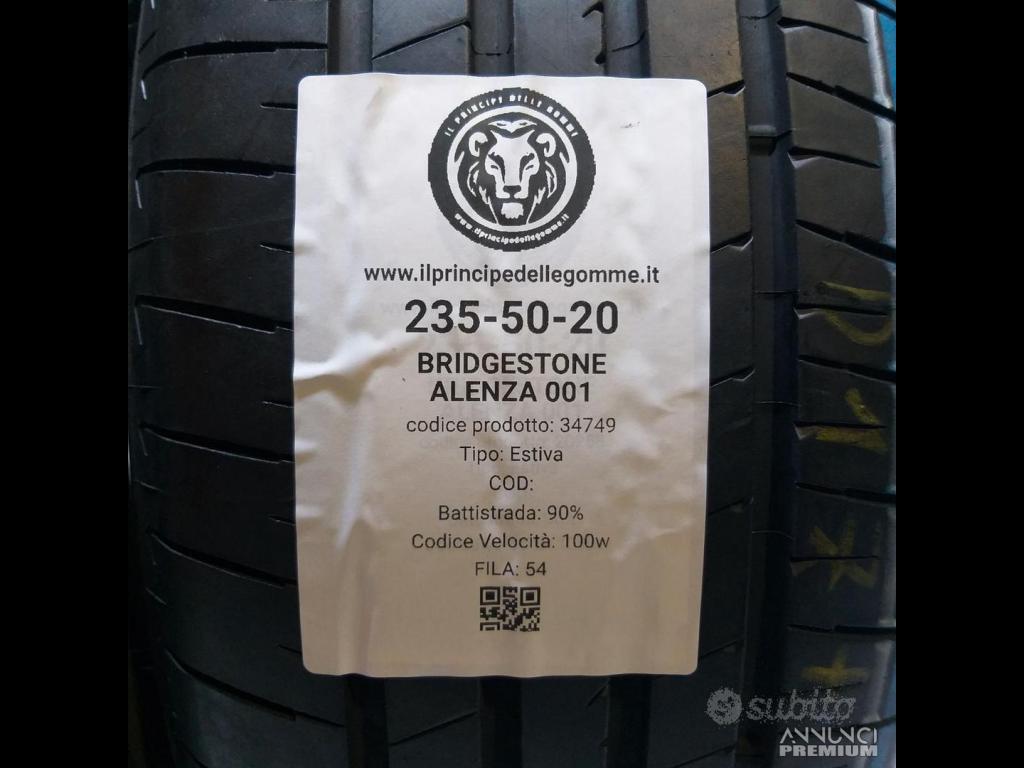 IL PRINCIPE DELLE GOMME
www.ilprincipedellegomme.it
www.ilprincipedellegomme.it
235-50-20
BRIDGESTONE
ALENZA 001
codice prodotto: 34749
Tipo: Estiva
COD:
Battistrada: 90%
Codice Velocità: 100w
FILA: 54
subito
ANNUNCI
PREMIUM